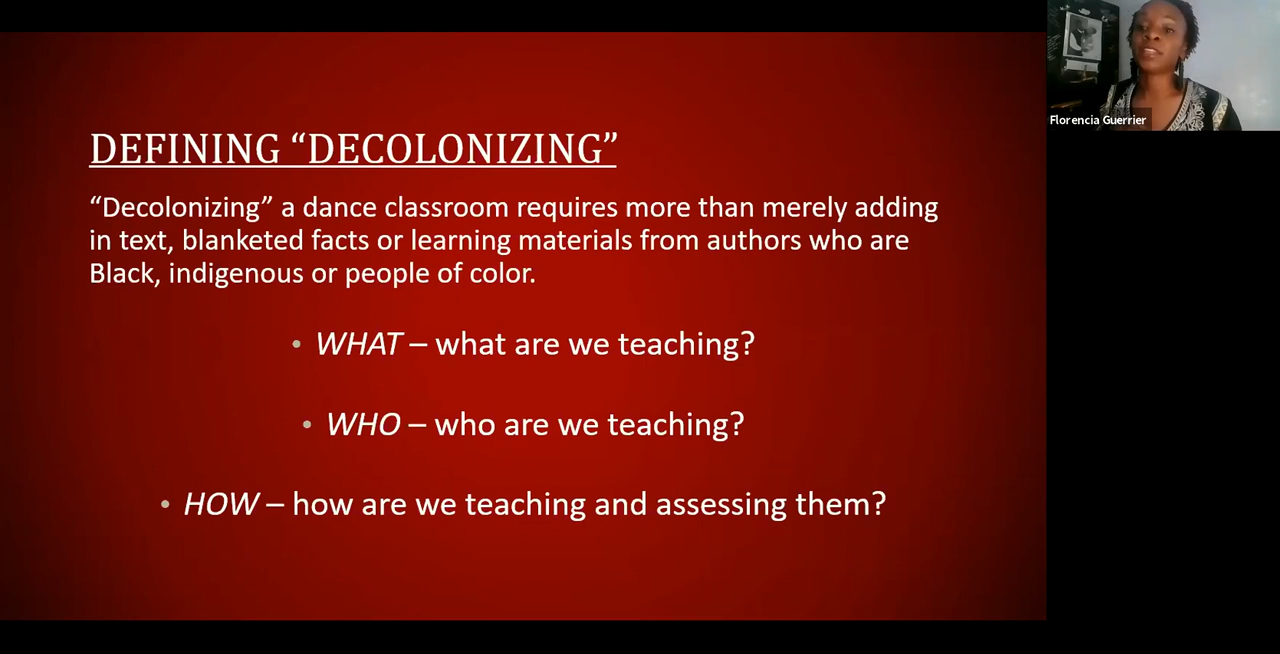 DEFINING “DECOLONIZING”
“Decolonizing” a dance classroom requires more than merely adding
in text, blanketed facts or learning materials from authors who are
Black, indigenous or people of color.
• WHAT – what are we teaching?
• WHO – who are we teaching?
• HOW – how are we teaching and assessing them?
Florencia Guerrier